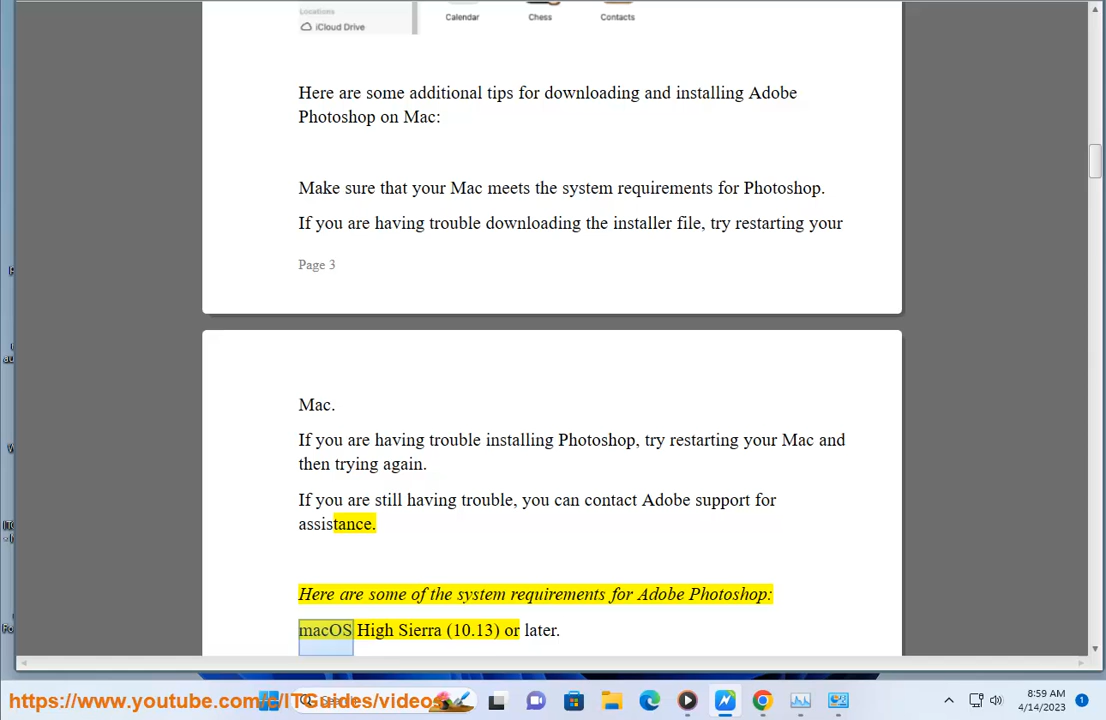 Locations
iCloud Drive
Calendar
Chess
Contacts
Here are some additional tips for downloading and installing Adobe
Photoshop on Mac:
Make sure that your Mac meets the system requirements for Photoshop.
If you are having trouble downloading the installer file, try restarting your
Page 3
Mac.
If you are having trouble installing Photoshop, try restarting your Mac and
then trying again.
If you are still having trouble, you can contact Adobe support for
assistance.
Here are some of the system requirements for Adobe Photoshop:
macOS High Sierra (10.13) or later.
https://www.youtube.com/c/ITGuides/videos
8:59 AM
4/14/2023
1